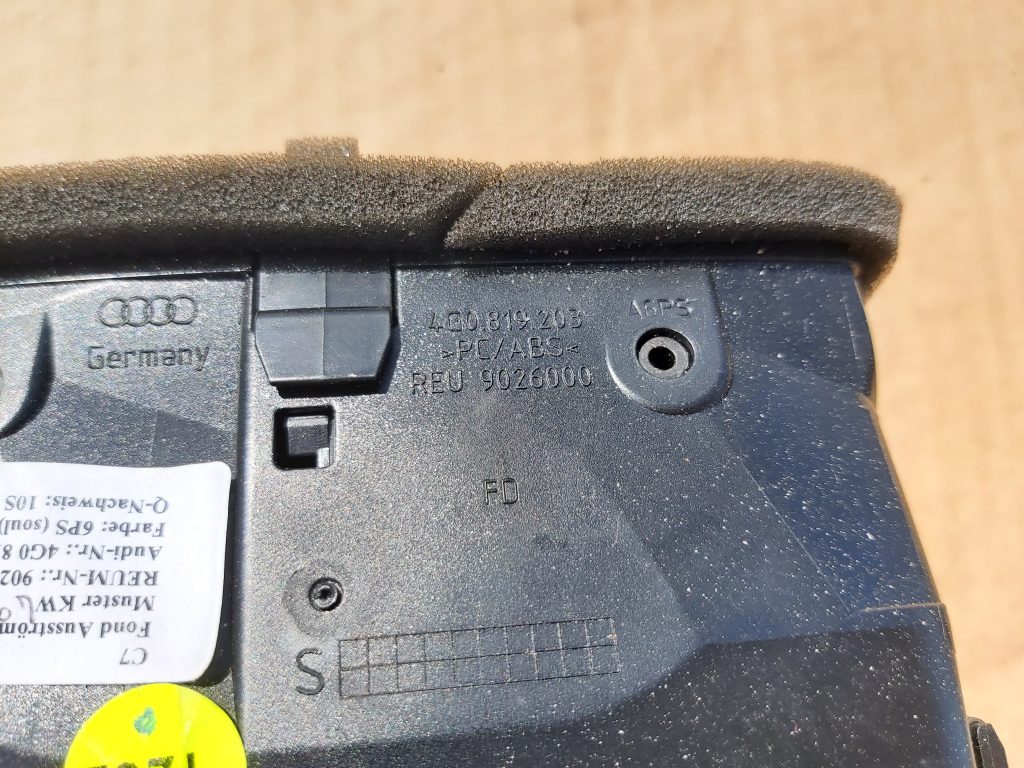 Germany
4G0.819.203
>PC/ABS<
REU 9026000
FD
S
C7
Fond Ausström
Muster KW
REUM-Nr.: 902
Audi-Nr.: 4G0 8
Farbe: 6PS (soul)
Q-Nachweis: 10S